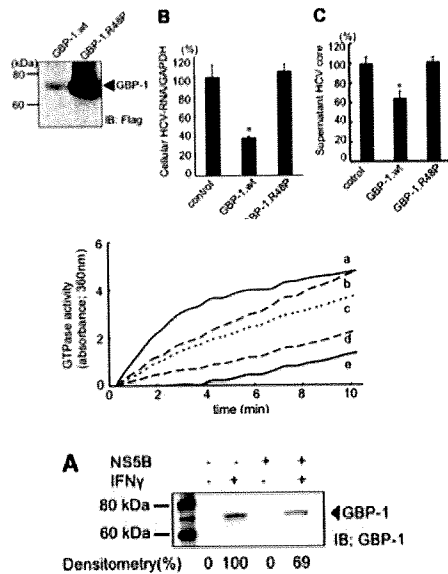 B
C
(kDa)
GBP-1.wt
GBP-1.R48P
80
60
GBP-1
IB: Flag
Cellular HCV-RNA/GAPDH
(%)
120
100
80
60
40
20
0
*
control
GBP-1.wt
GBP-1.R48P
Supernatant HCV core
(%)
120
100
80
60
40
20
0
*
cotrol
GBP-1.wt
GBP-1.R48P
GTPase activity
(absorbance; 360nm)
6
4
2
0
a
b
c
d
e
0 2 4 6 8 10
time (min)
A
NS5B - - + +
IFNγ - + - +
80 kDa
60 kDa
GBP-1
IB; GBP-1
Densitometry(%) 0 100 0 69